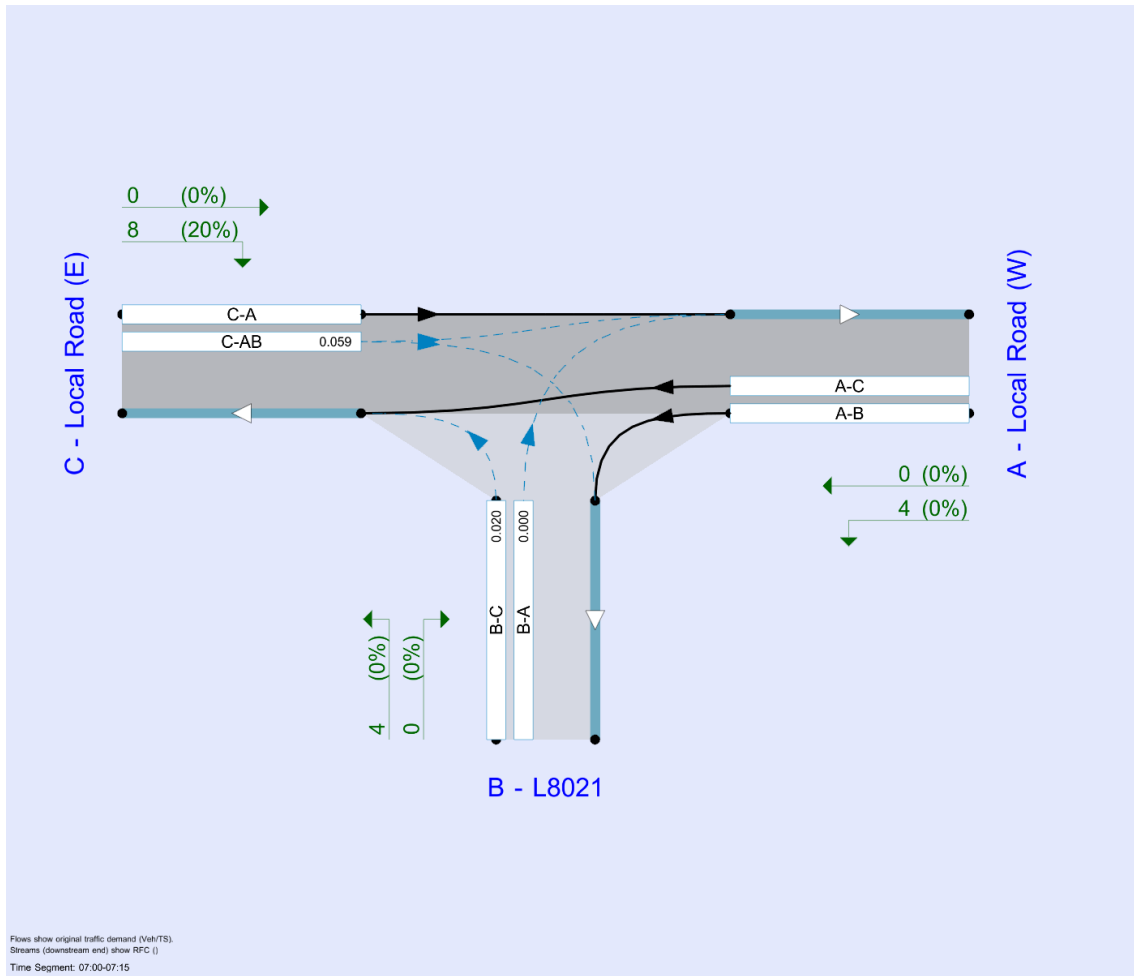 0 (0%)
8 (20%)
C - Local Road (E)
A - Local Road (W)
C-A
C-AB 0.059
A-C
A-B
0 (0%)
4 (0%)
B-C 0.020
B-A 0.000
4 (0%)
0 (0%)
B - L8021
Flows show original traffic demand (Veh/TS).
Streams (downstream end) show RFC ()
Time Segment: 07:00-07:15